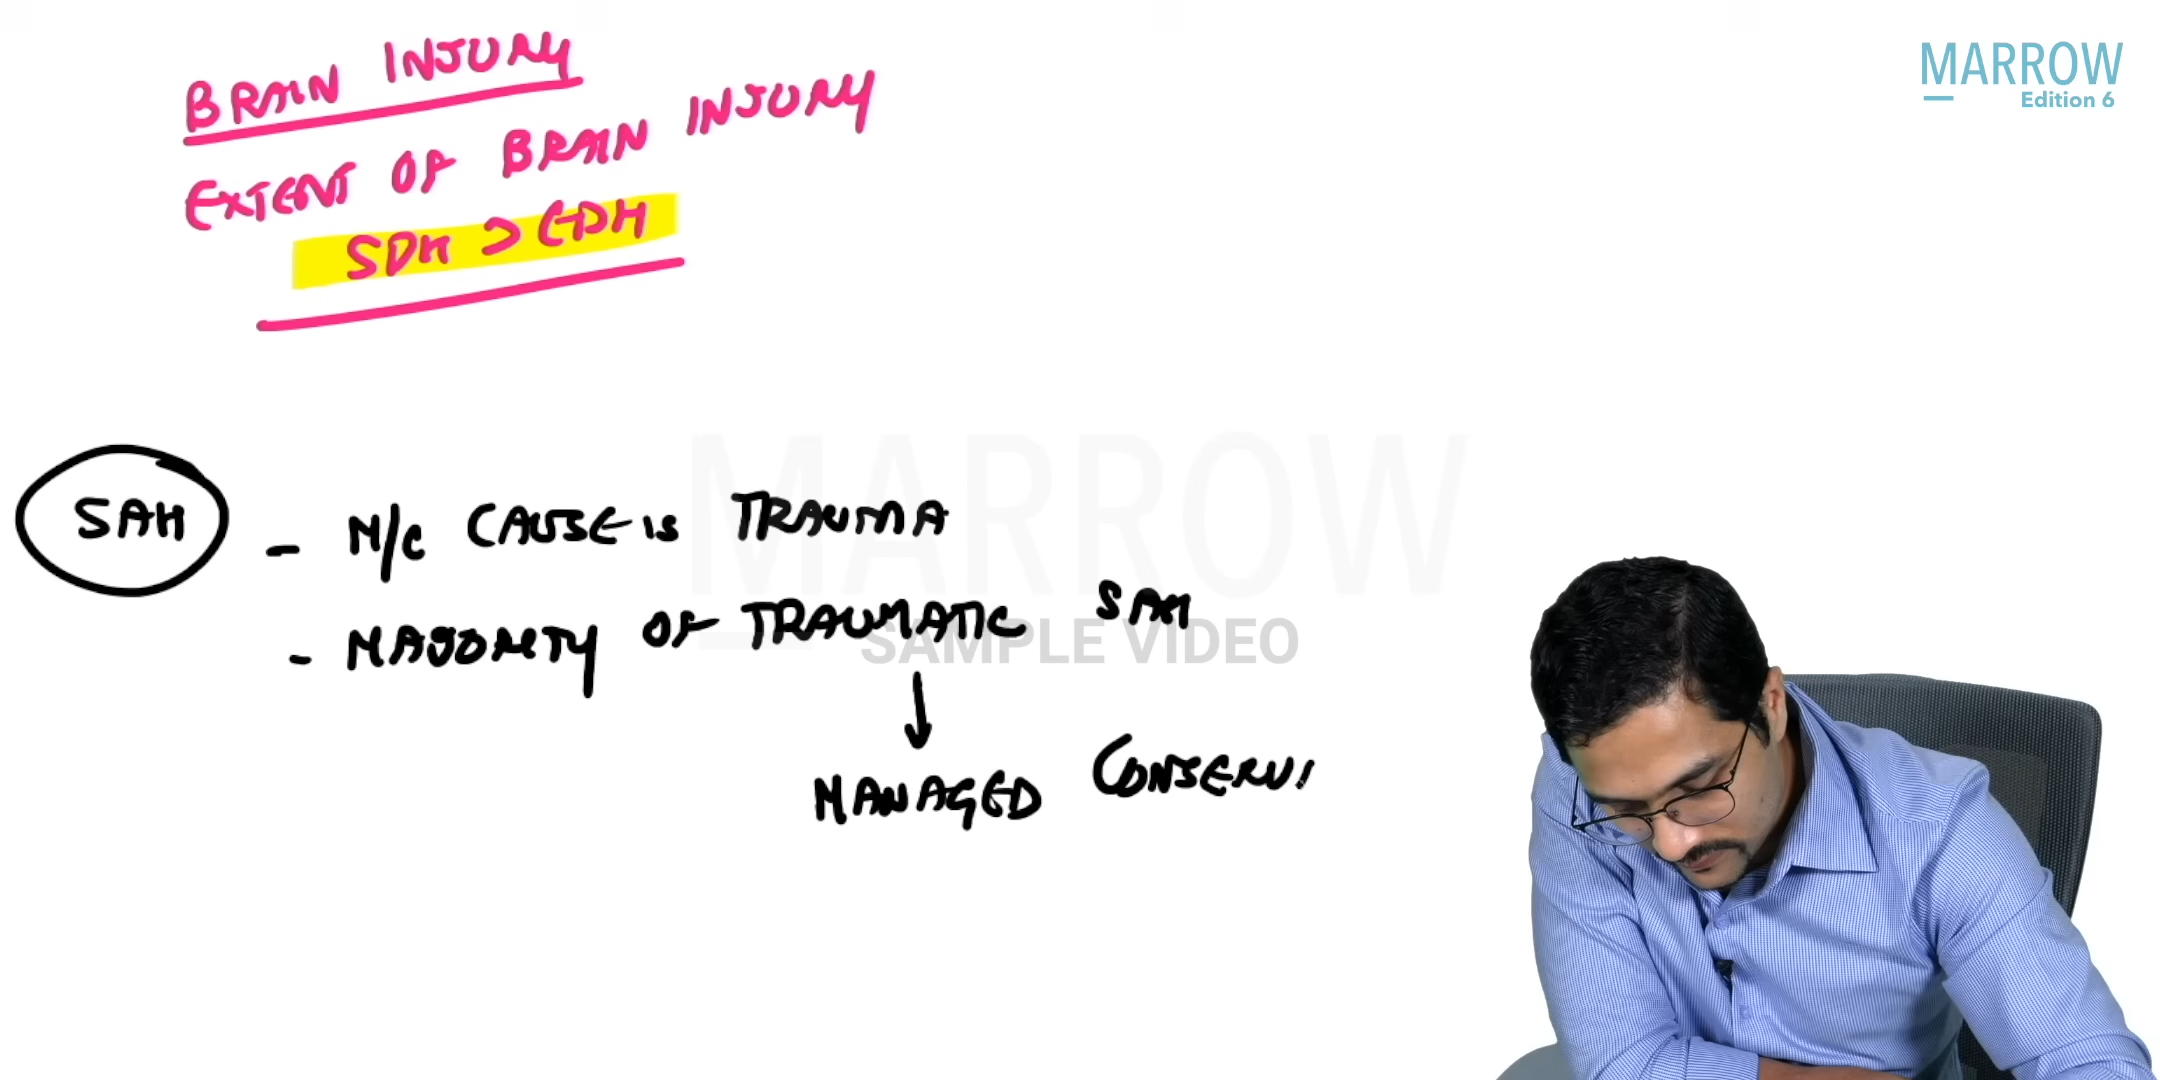 BRAIN INJURY
EXTENT OF BRAIN INJURY
SDH > EDH
MARROW
Edition 6
SAH
- M/C CAUSE IS TRAUMA
- MAJORITY OF TRAUMATIC SAH
↓
MANAGED CONSERV
MARROW
SAMPLE VIDEO